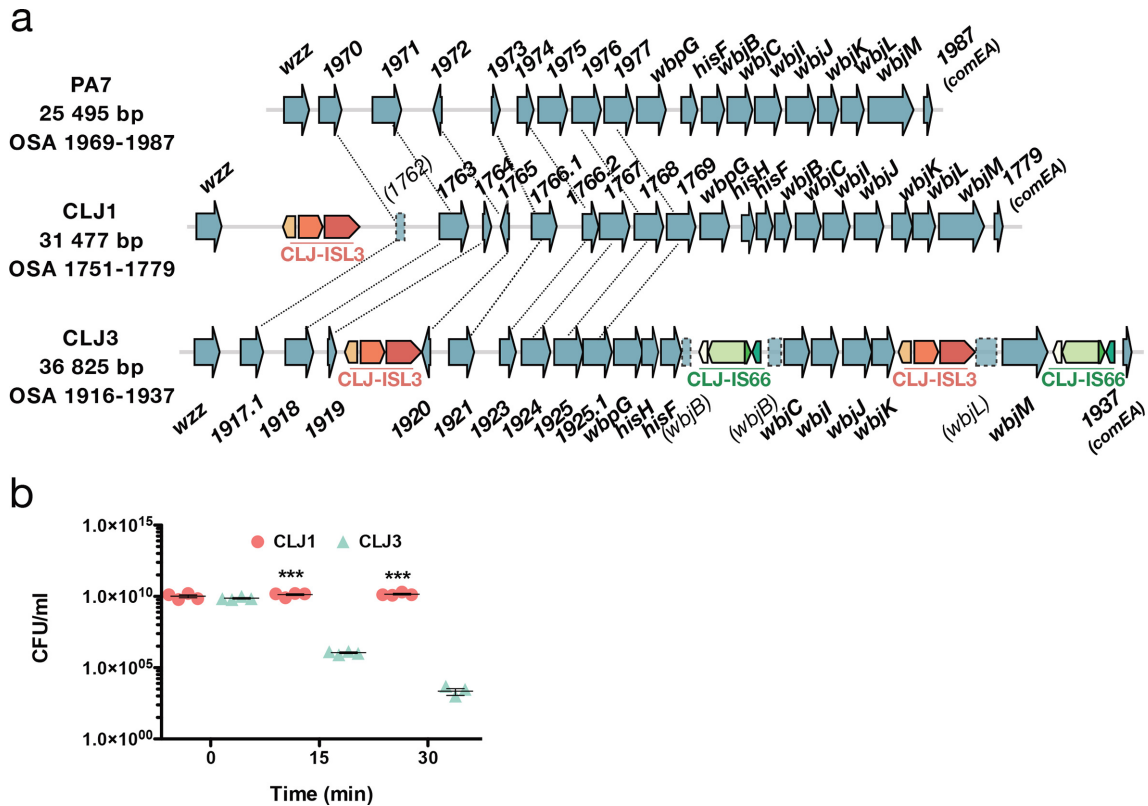 a
wzz 1970 1971 1972 1973 1974 1975 1976 1977 wbpG hisF wbjB wbjC wbjI wbjJ wbjK wbjL wbjM 1987 (comEA)
PA7
25 495 bp
OSA 1969-1987
wzz (1762) 1763 1764 1765 1766.1 1766.2 1767 1768 1769 wbpG hisH hisF wbjB wbjC wbjI wbjJ wbjK wbjL wbjM 1779 (comEA)
CLJ1
31 477 bp
OSA 1751-1779
CLJ-ISL3
CLJ3
36 825 bp
OSA 1916-1937
CLJ-ISL3 CLJ-IS66 CLJ-ISL3 CLJ-IS66
wzz 1917.1 1918 1919 1920 1921 1923 1924 1925 1925.1 wbpG hisH hisF (wbjB) (wbjB) wbjC wbjI wbjJ wbjK (wbjL) wbjM 1937 (comEA)
b
CLJ1 CLJ3
*** ***
1.0×10^15
1.0×10^10
1.0×10^05
1.0×10^00
CFU/ml
0 15 30
Time (min)